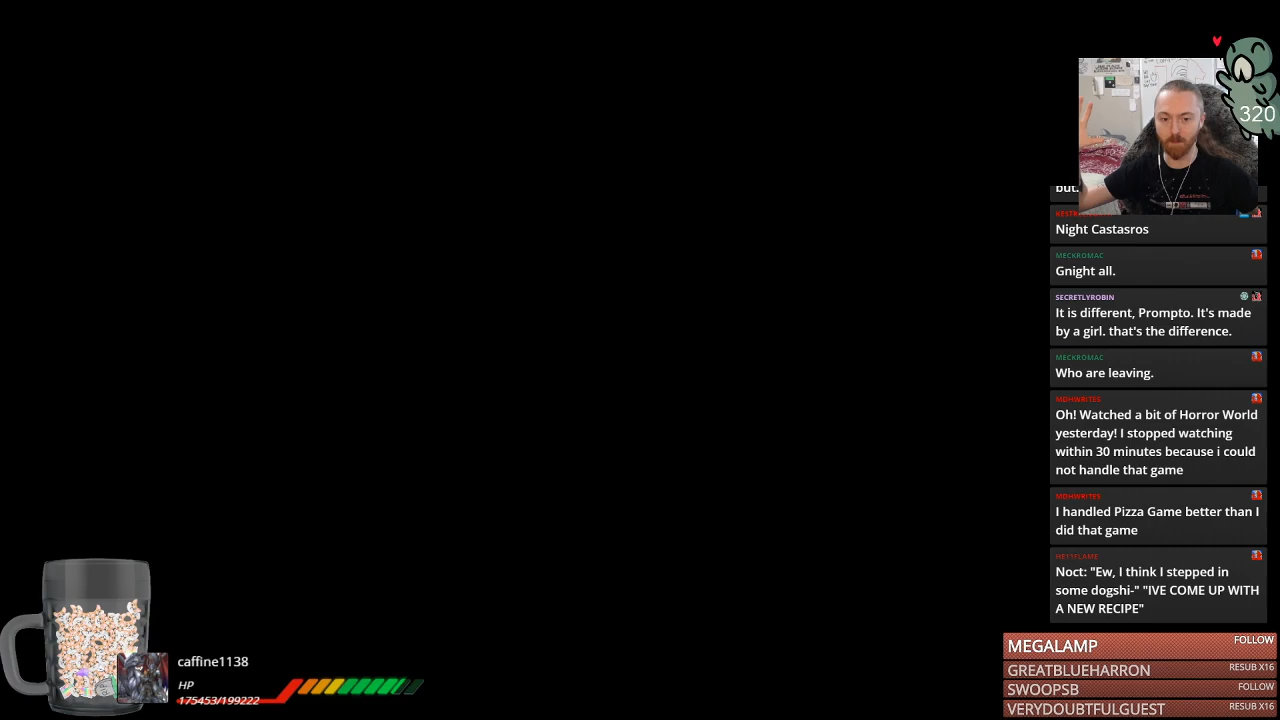 320
but.
Night Castasros
MECKROMAC
Gnight all.
SECRETLYROBIN
It is different, Prompto. It's made
by a girl. that's the difference.
MECKROMAC
Who are leaving.
MOHWRITES
Oh! Watched a bit of Horror World
yesterday! I stopped watching
within 30 minutes because i could
not handle that game
MOHWRITES
I handled Pizza Game better than I
did that game
HEYYFLAME
Noct: "Ew, I think I stepped in
some dogshi-" "IVE COME UP WITH
A NEW RECIPE"
MEGALAMP FOLLOW
GREATBLUEHARRON RESUB X16
SWOOPSB FOLLOW
VERYDOUBTFULGUEST RESUB X16
caffine1138
HP
175453/199222